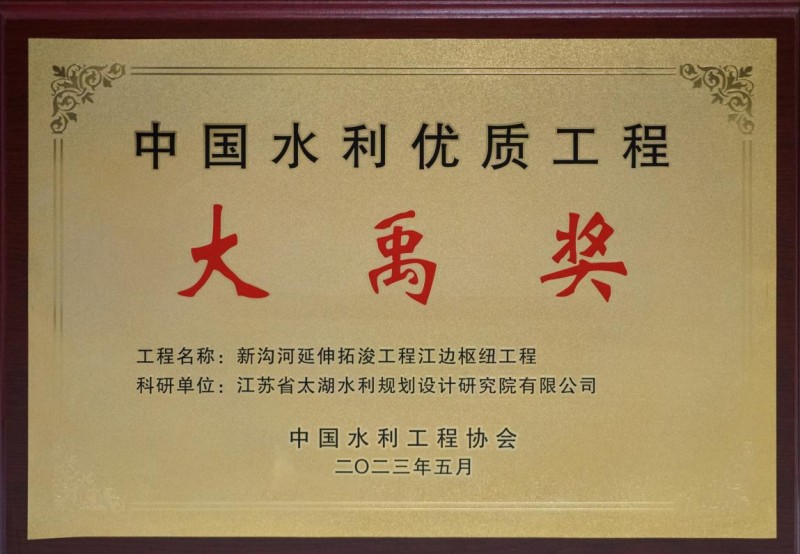 中国水利优质工程
大禹奖
工程名称：新沟河延伸拓浚工程江边枢纽工程
科研单位：江苏省太湖水利规划设计研究院有限公司
中国水利工程协会
二〇二三年五月